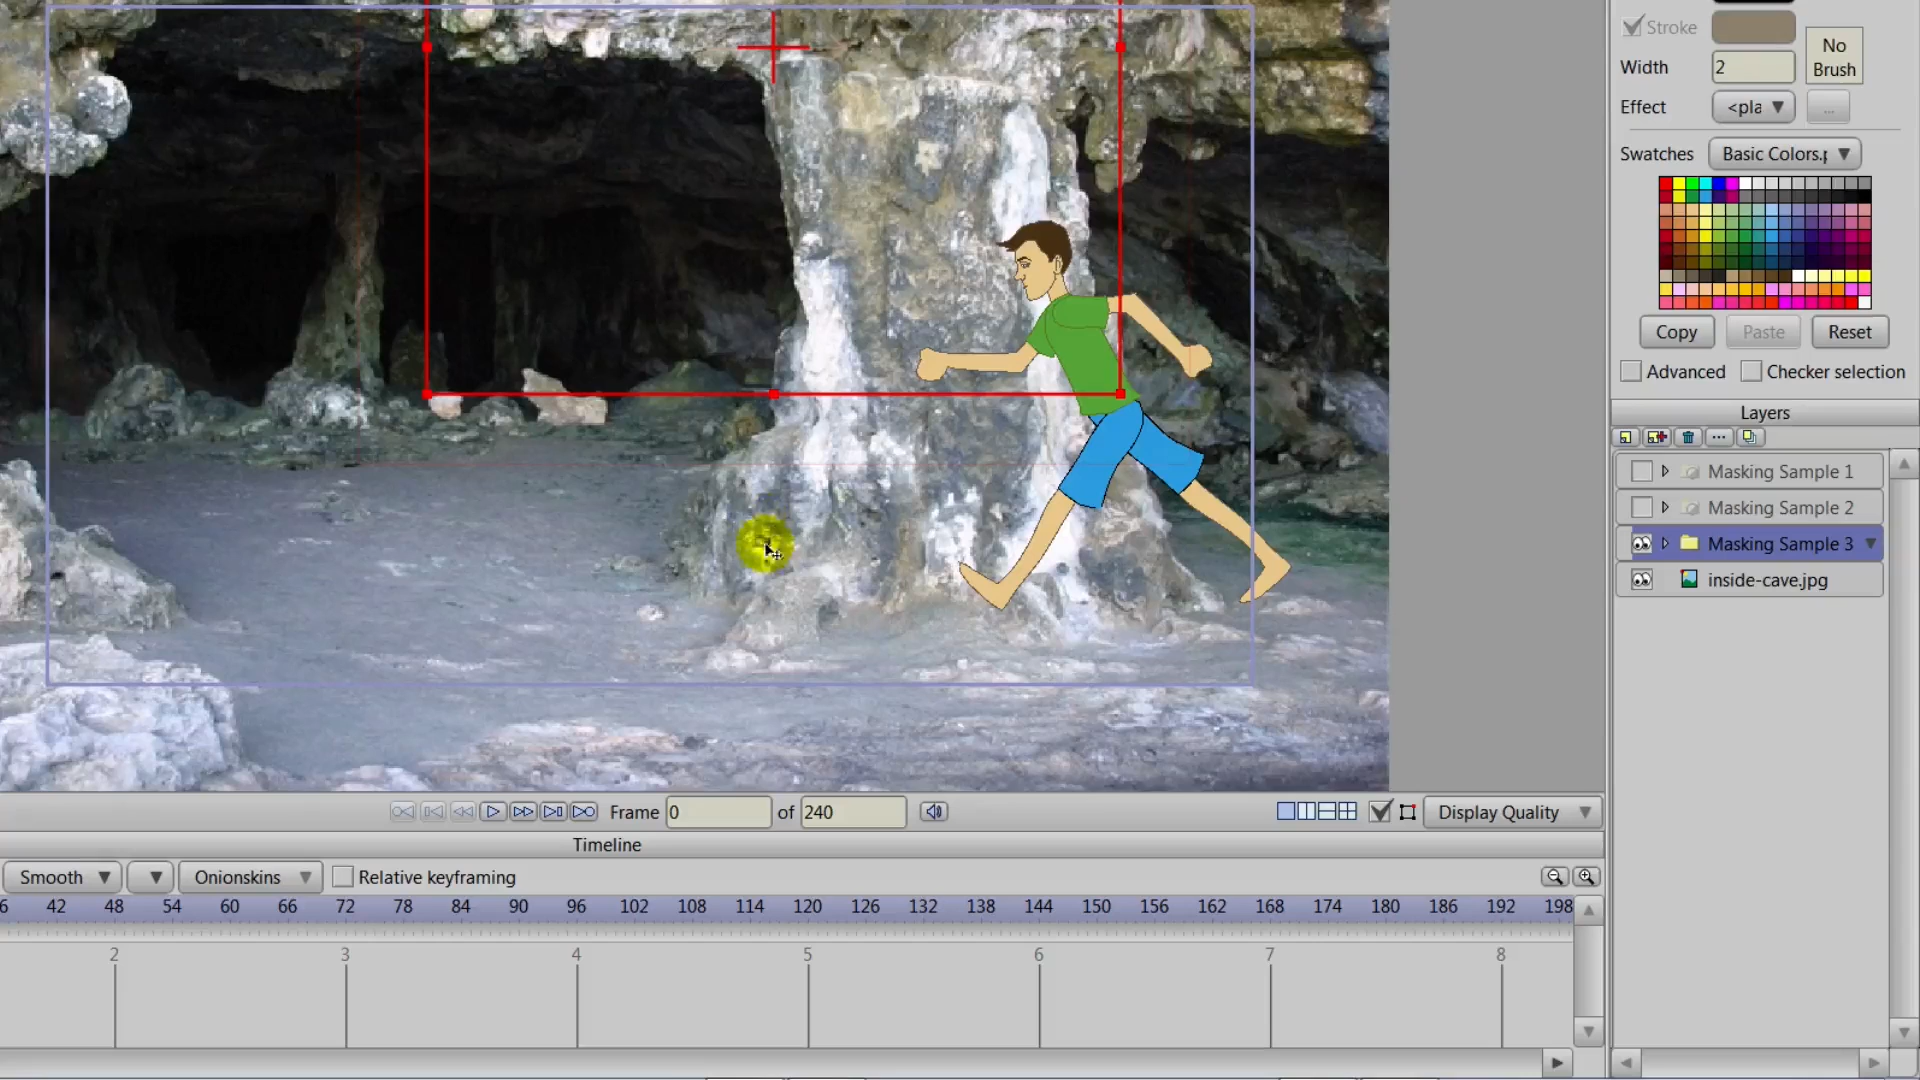 Stroke
No
Brush
Width
2
Effect
<pla
...
Swatches
Basic Colors.p
Copy
Paste
Reset
Advanced
Checker selection
Layers
Masking Sample 1
Masking Sample 2
Masking Sample 3
inside-cave.jpg
Frame
0
of
240
Display Quality
Timeline
Smooth
Onionskins
Relative keyframing
6 42 48 54 60 66 72 78 84 90 96 102 108 114 120 126 132 138 144 150 156 162 168 174 180 186 192 198
2 3 4 5 6 7 8